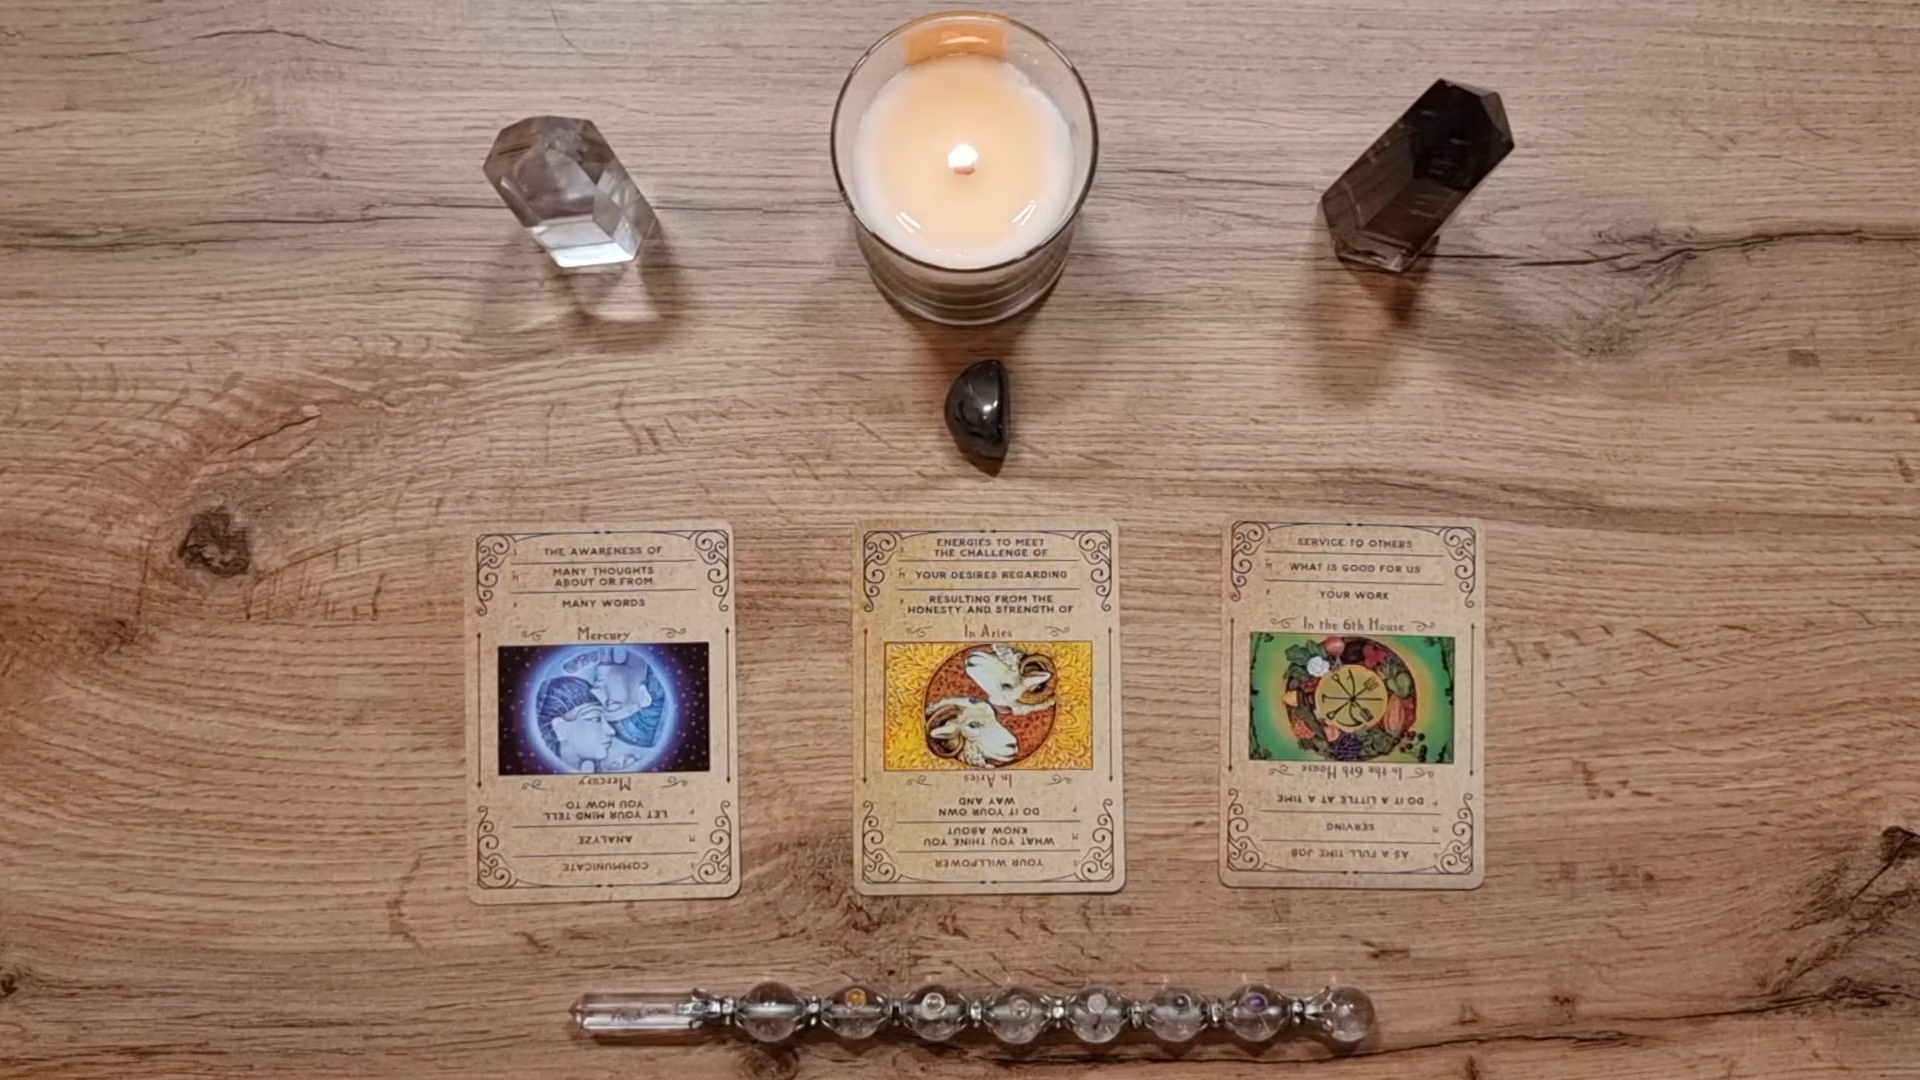 THE AWARENESS OF
MANY THOUGHTS
ABOUT OR FROM
MANY WORDS
Mercury
Mercury
LET YOUR MIND TELL
YOU HOW TO
ANALYZE
COMMUNICATE
ENERGIES TO MEET
THE CHALLENGE OF
YOUR DESIRES REGARDING
RESULTING FROM THE
HONESTY AND STRENGTH OF
In Aries
In Aries
DO IT YOUR OWN
WAY AND
WHAT YOU THINK YOU
KNOW ABOUT
YOUR WILLPOWER
SERVICE TO OTHERS
WHAT IS GOOD FOR US
YOUR WORK
In the 6th House
In the 6th House
DO IT A LITTLE AT A TIME
SERVING
AS A FULL TIME JOB